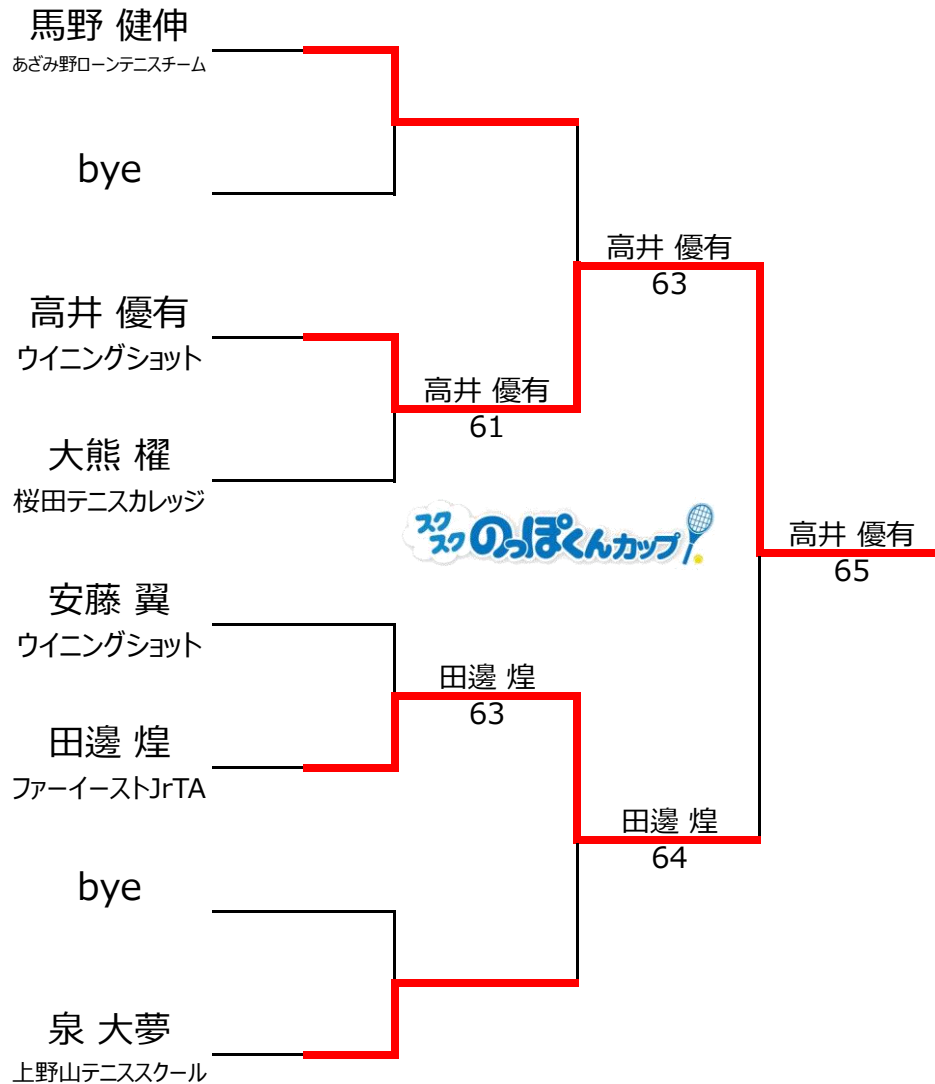 馬野 健伸
あざみ野ローンテニスチーム
bye
高井 優有
63
高井 優有
ウイニングショット
高井 優有
61
大熊 櫂
桜田テニスカレッジ
スク
スク のっぽくんカップ
高井 優有
65
安藤 翼
ウイニングショット
田邊 煌
63
田邊 煌
ファーイーストJrTA
田邊 煌
64
bye
泉 大夢
上野山テニススクール